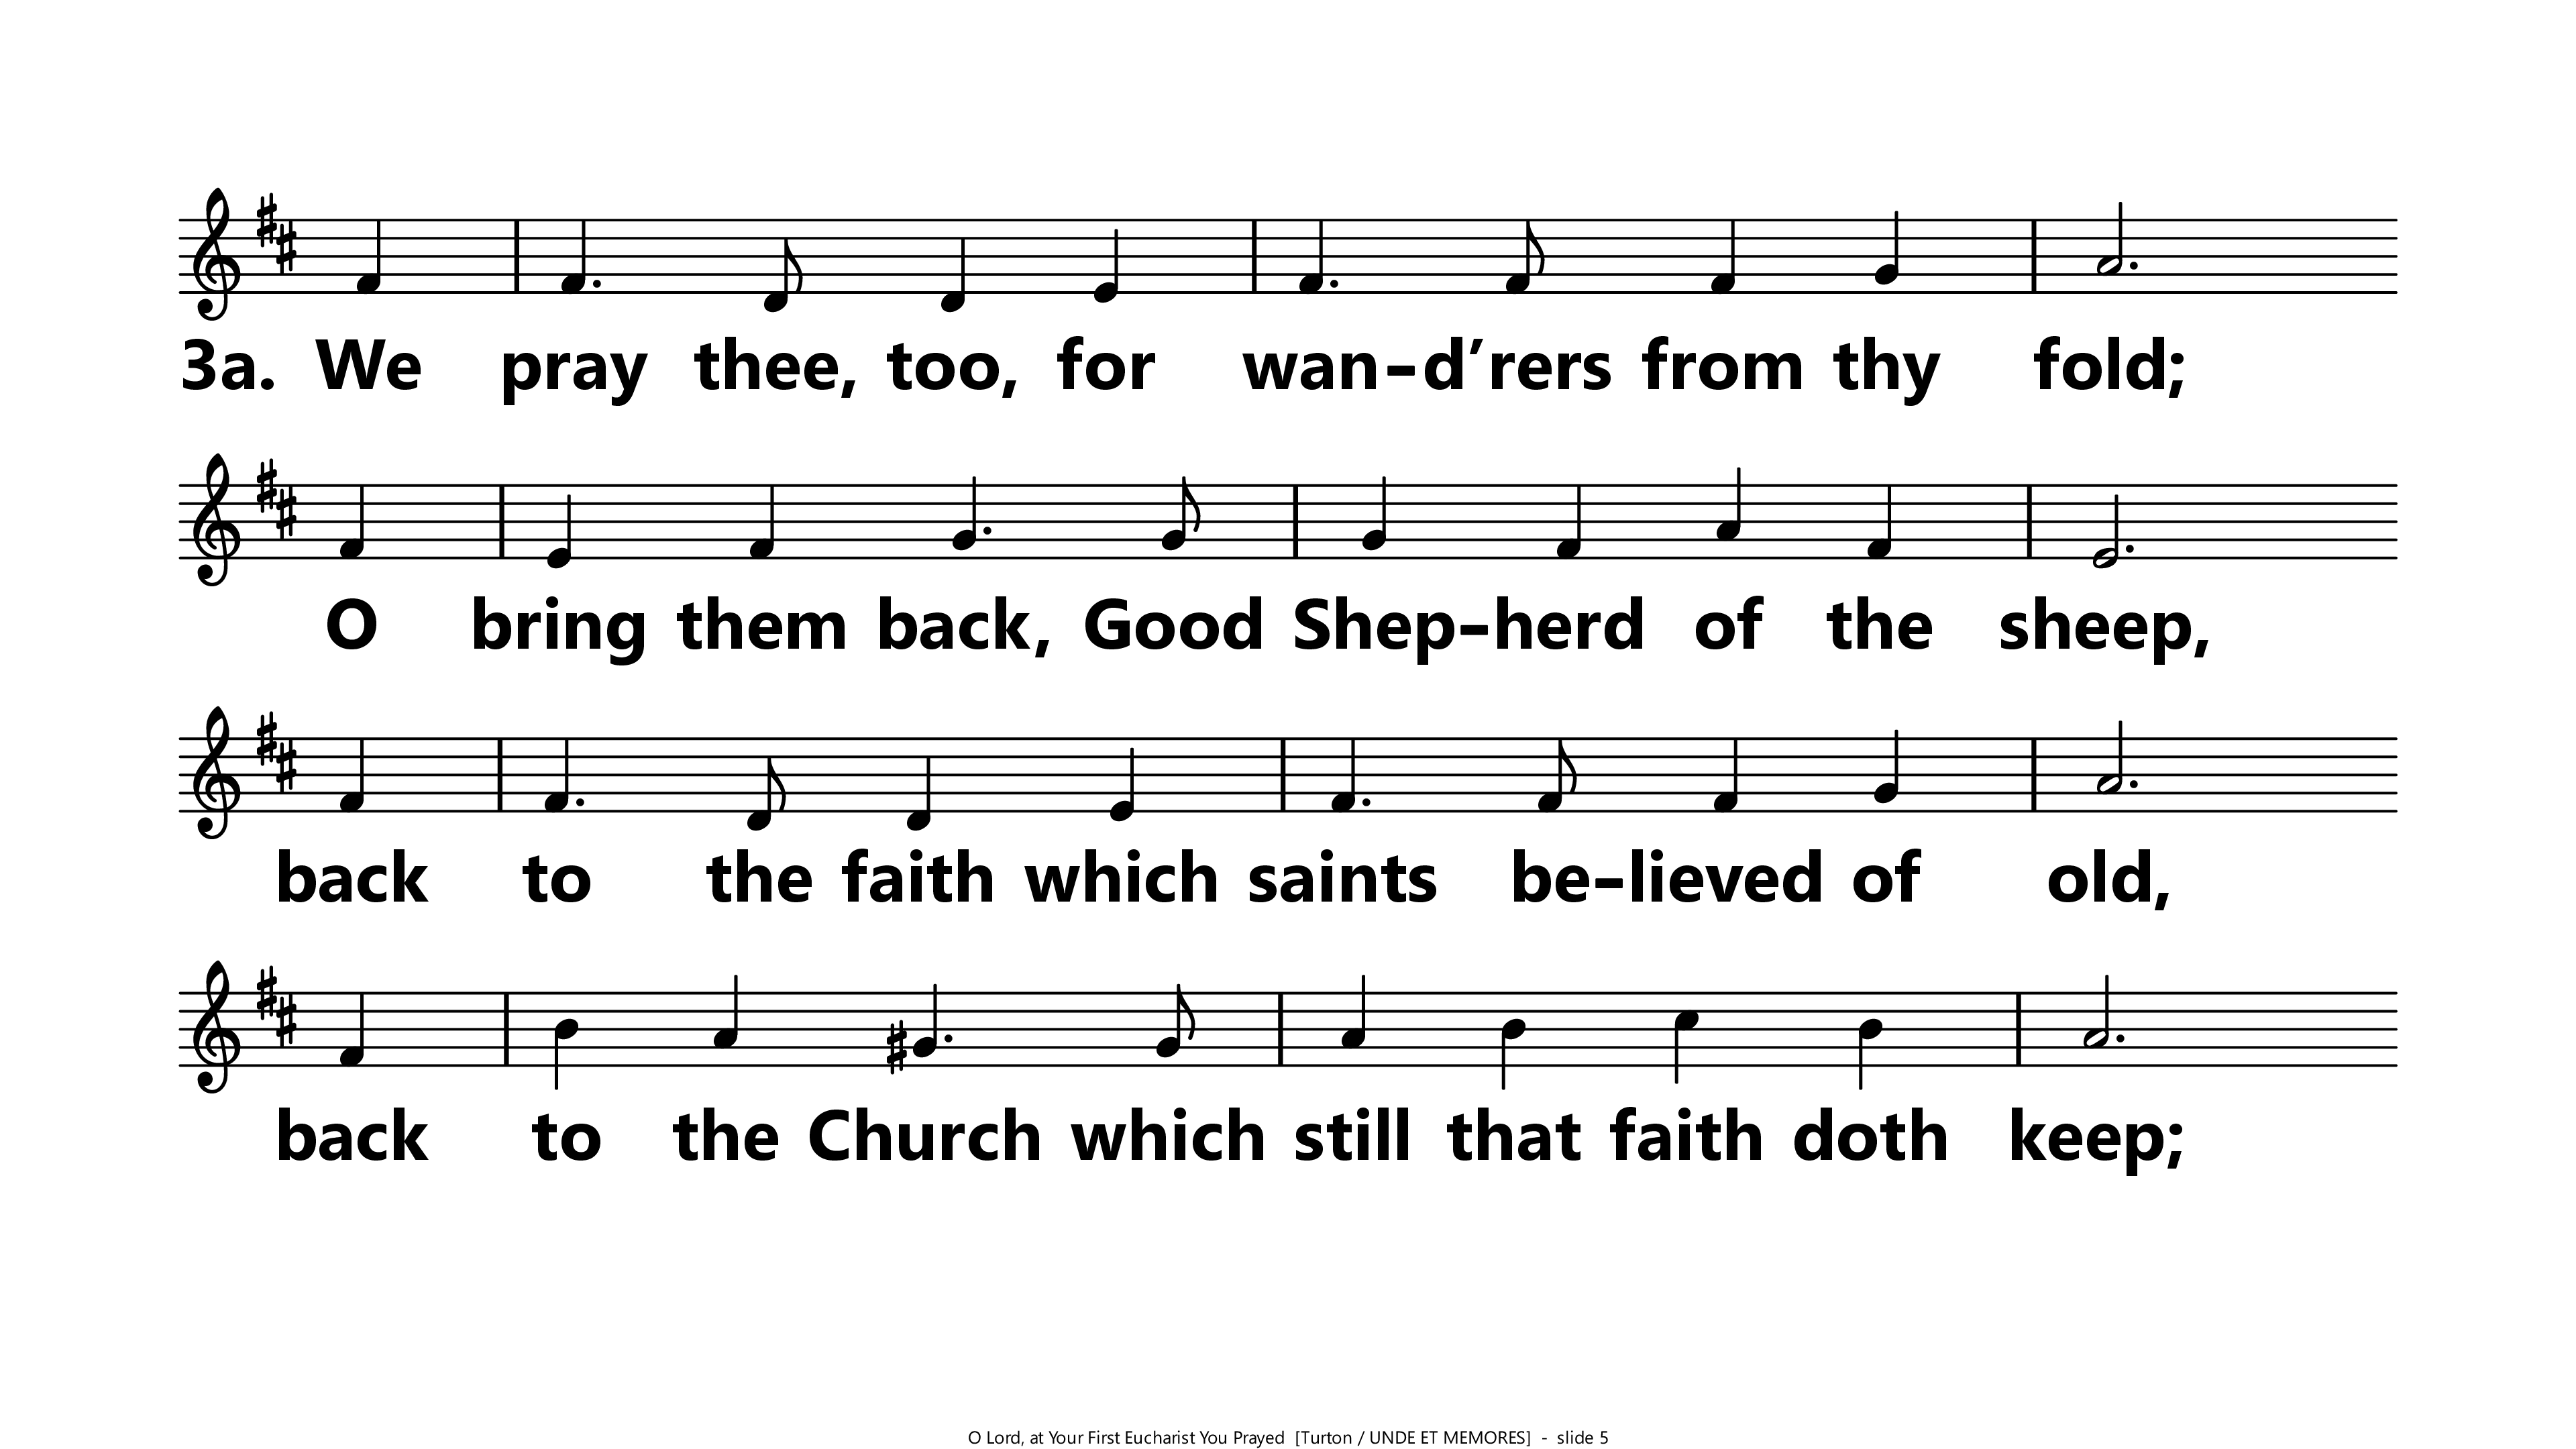 3a. We pray thee, too, for wan-d’rers from thy fold;
O bring them back, Good Shep-herd of the sheep,
back to the faith which saints be-lieved of old,
back to the Church which still that faith doth keep;
O Lord, at Your First Eucharist You Prayed [Turton / UNDE ET MEMORES] - slide 5